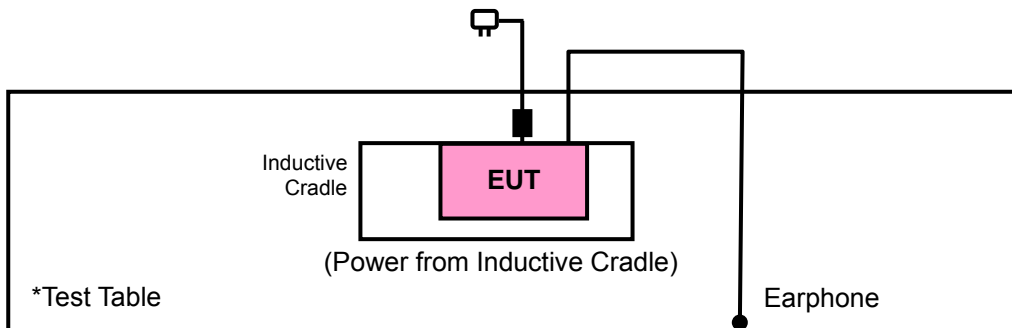 Inductive
Cradle
EUT
(Power from Inductive Cradle)
*Test Table
Earphone